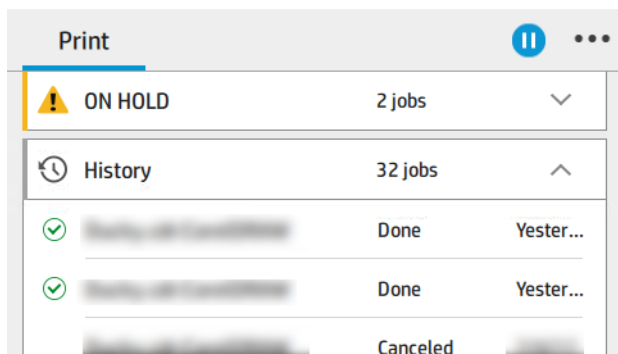 Print
ON HOLD 2 jobs
History 32 jobs
Done Yester...
Done Yester...
Canceled